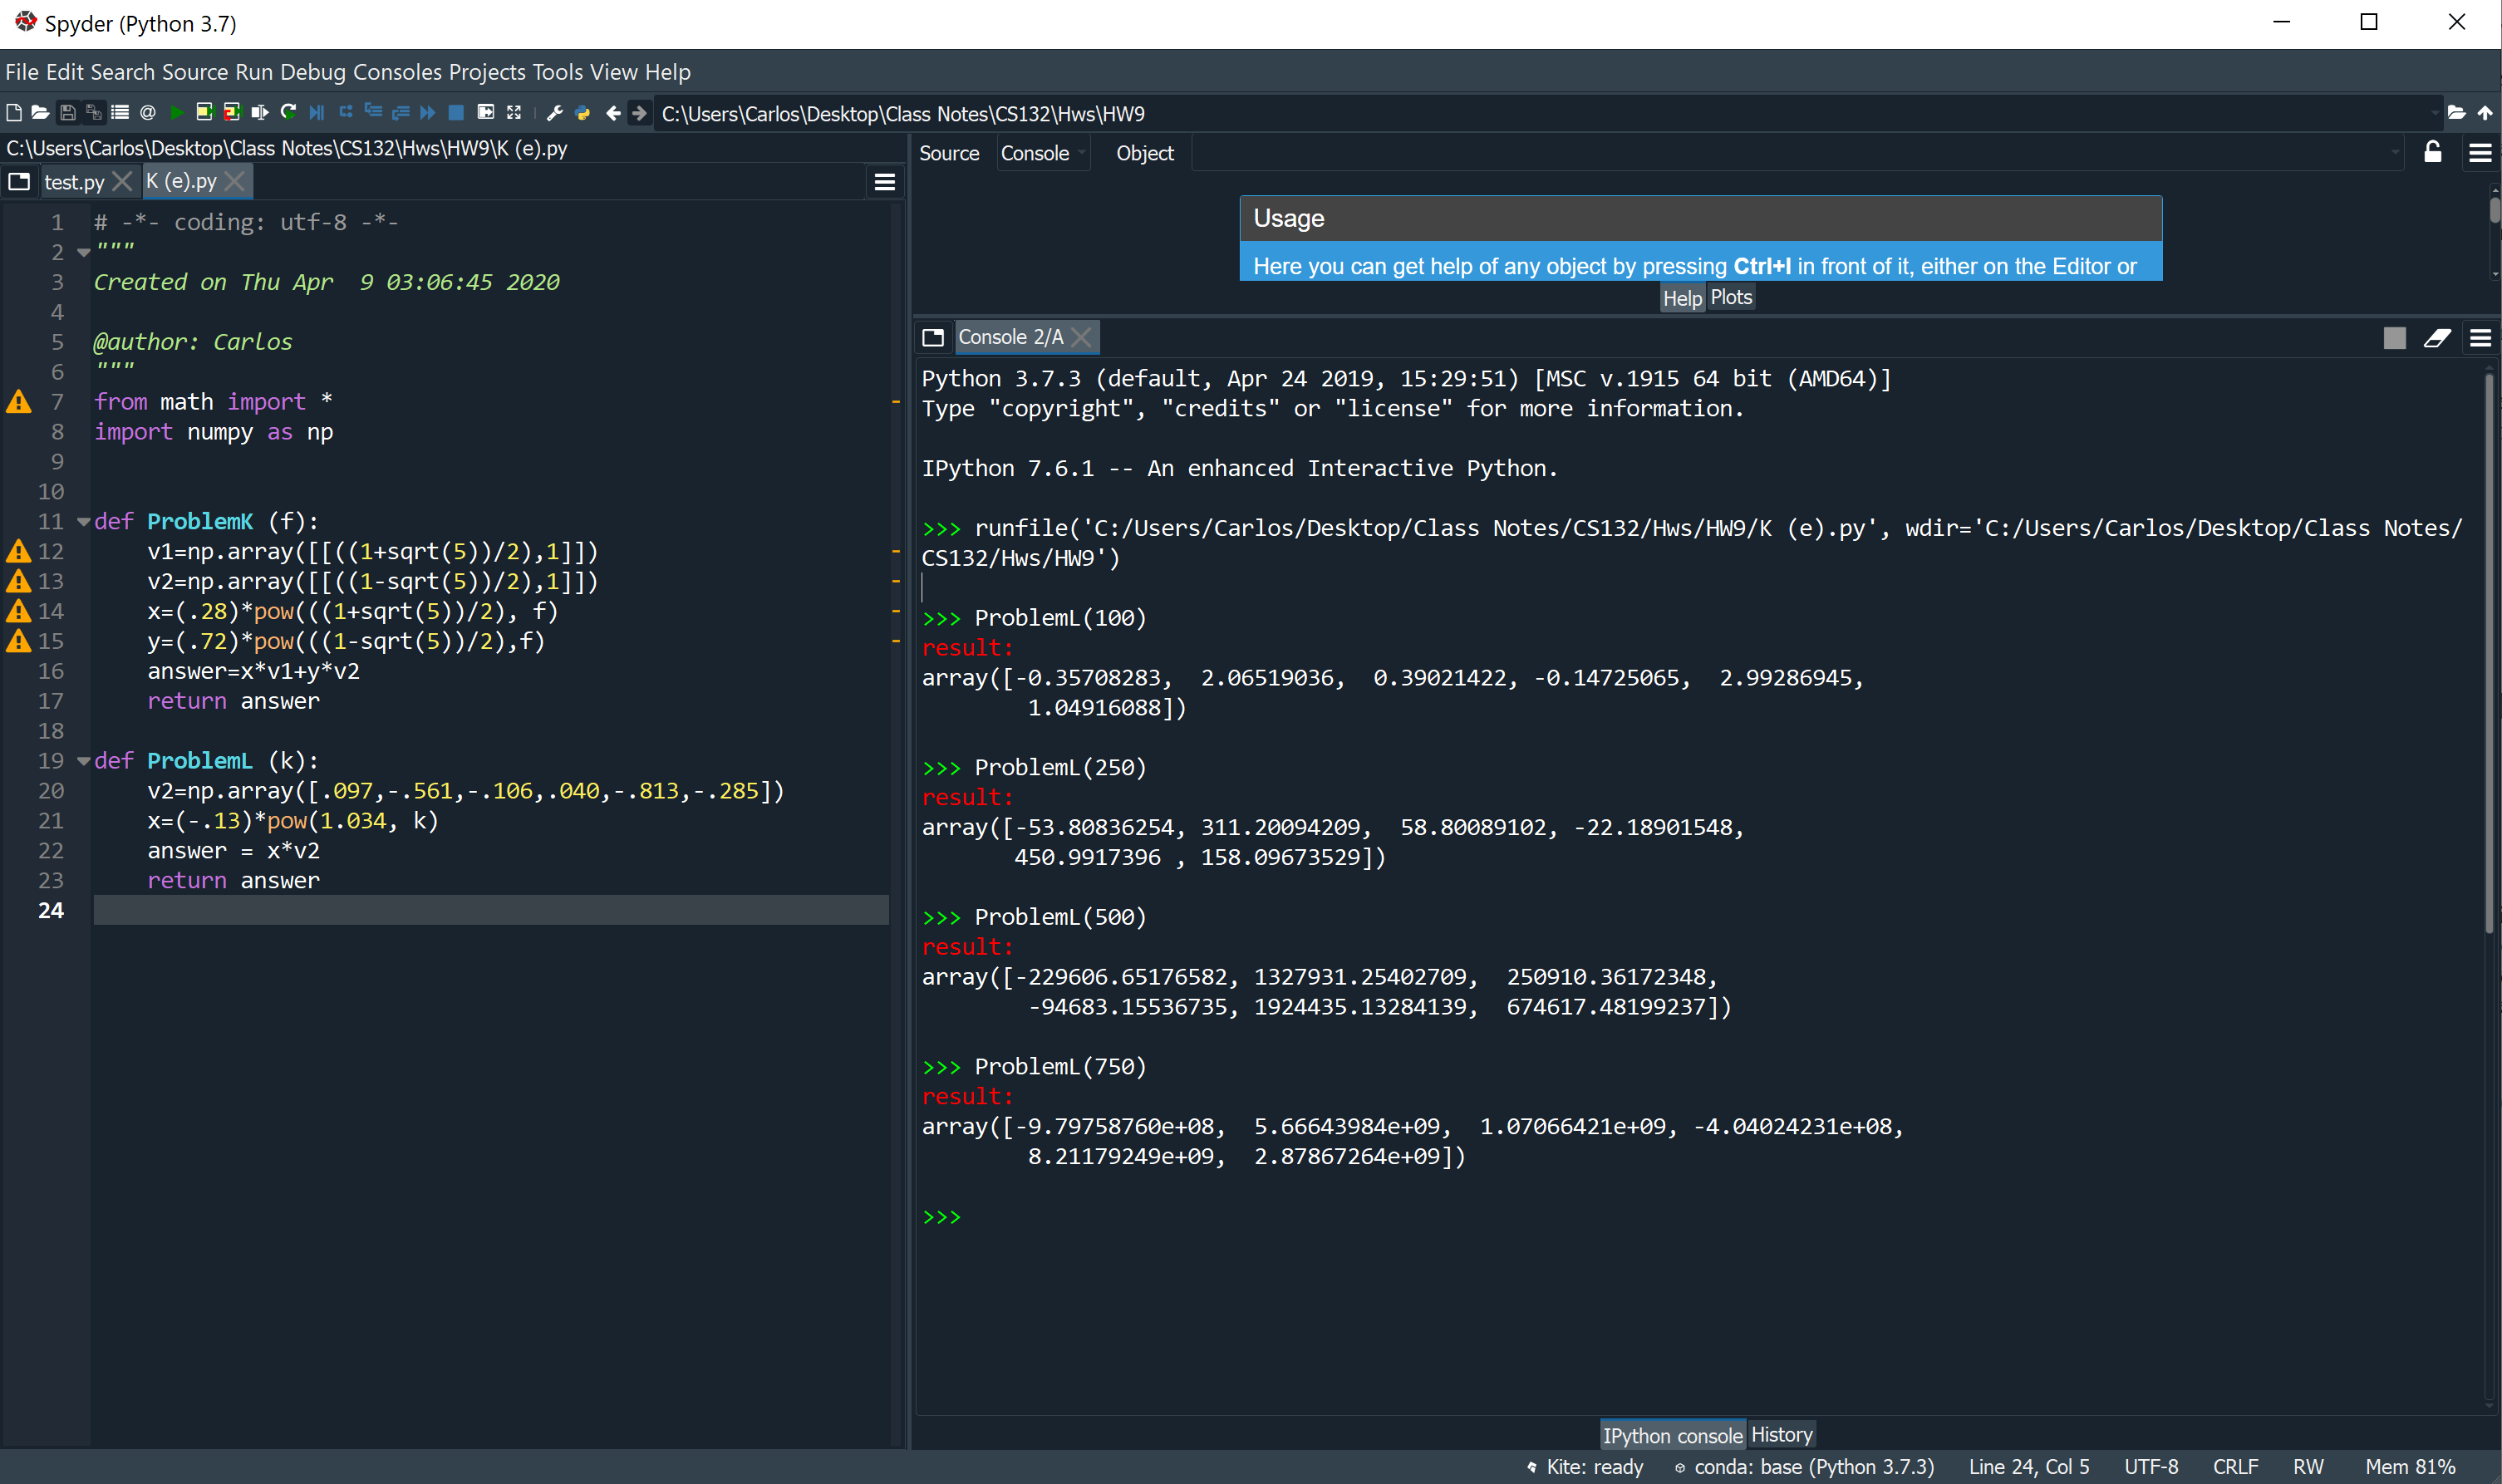 Spyder (Python 3.7)
File Edit Search Source Run Debug Consoles Projects Tools View Help
C:\Users\Carlos\Desktop\Class Notes\CS132\Hws\HW9
C:\Users\Carlos\Desktop\Class Notes\CS132\Hws\HW9\K (e).py
test.py K (e).py
1 # -*- coding: utf-8 -*-
2 """
3 Created on Thu Apr  9 03:06:45 2020
4
5 @author: Carlos
6 """
7 from math import *
8 import numpy as np
9
10
11 def ProblemK (f):
12     v1=np.array([[((1+sqrt(5))/2),1]])
13     v2=np.array([[((1-sqrt(5))/2),1]])
14     x=(.28)*pow(((1+sqrt(5))/2), f)
15     y=(.72)*pow(((1-sqrt(5))/2),f)
16     answer=x*v1+y*v2
17     return answer
18
19 def ProblemL (k):
20     v2=np.array([.097,-.561,-.106,.040,-.813,-.285])
21     x=(-.13)*pow(1.034, k)
22     answer = x*v2
23     return answer
24
Source Console Object
Usage
Here you can get help of any object by pressing Ctrl+I in front of it, either on the Editor or
Help Plots
Console 2/A
Python 3.7.3 (default, Apr 24 2019, 15:29:51) [MSC v.1915 64 bit (AMD64)]
Type "copyright", "credits" or "license" for more information.
IPython 7.6.1 -- An enhanced Interactive Python.
>>> runfile('C:/Users/Carlos/Desktop/Class Notes/CS132/Hws/HW9/K (e).py', wdir='C:/Users/Carlos/Desktop/Class Notes/
CS132/Hws/HW9')
>>> ProblemL(100)
result:
array([-0.35708283,  2.06519036,  0.39021422, -0.14725065,  2.99286945,
        1.04916088])
>>> ProblemL(250)
result:
array([-53.80836254, 311.20094209,  58.80089102, -22.18901548,
       450.9917396 , 158.09673529])
>>> ProblemL(500)
result:
array([-229606.65176582, 1327931.25402709,  250910.36172348,
        -94683.15536735, 1924435.13284139,  674617.48199237])
>>> ProblemL(750)
result:
array([-9.79758760e+08,  5.66643984e+09,  1.07066421e+09, -4.04024231e+08,
        8.21179249e+09,  2.87867264e+09])
>>>
IPython console History
Kite: ready conda: base (Python 3.7.3) Line 24, Col 5 UTF-8 CRLF RW Mem 81%